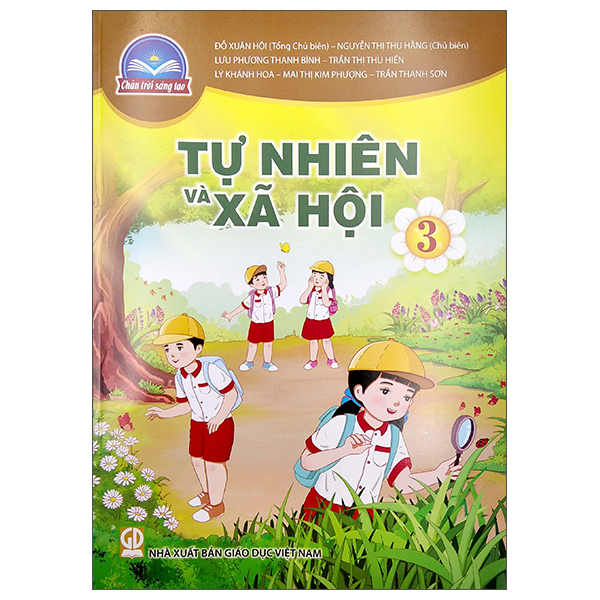 Chân trời sáng tạo
ĐỖ XUÂN HỘI (Tổng Chủ biên) – NGUYỄN THỊ THU HẰNG (Chủ biên)
LƯU PHƯƠNG THANH BÌNH – TRẦN THỊ THU HIỀN
LÝ KHÁNH HOA – MAI THỊ KIM PHƯỢNG – TRẦN THANH SƠN
TỰ NHIÊN
VÀ XÃ HỘI
3
GD
NHÀ XUẤT BẢN GIÁO DỤC VIỆT NAM